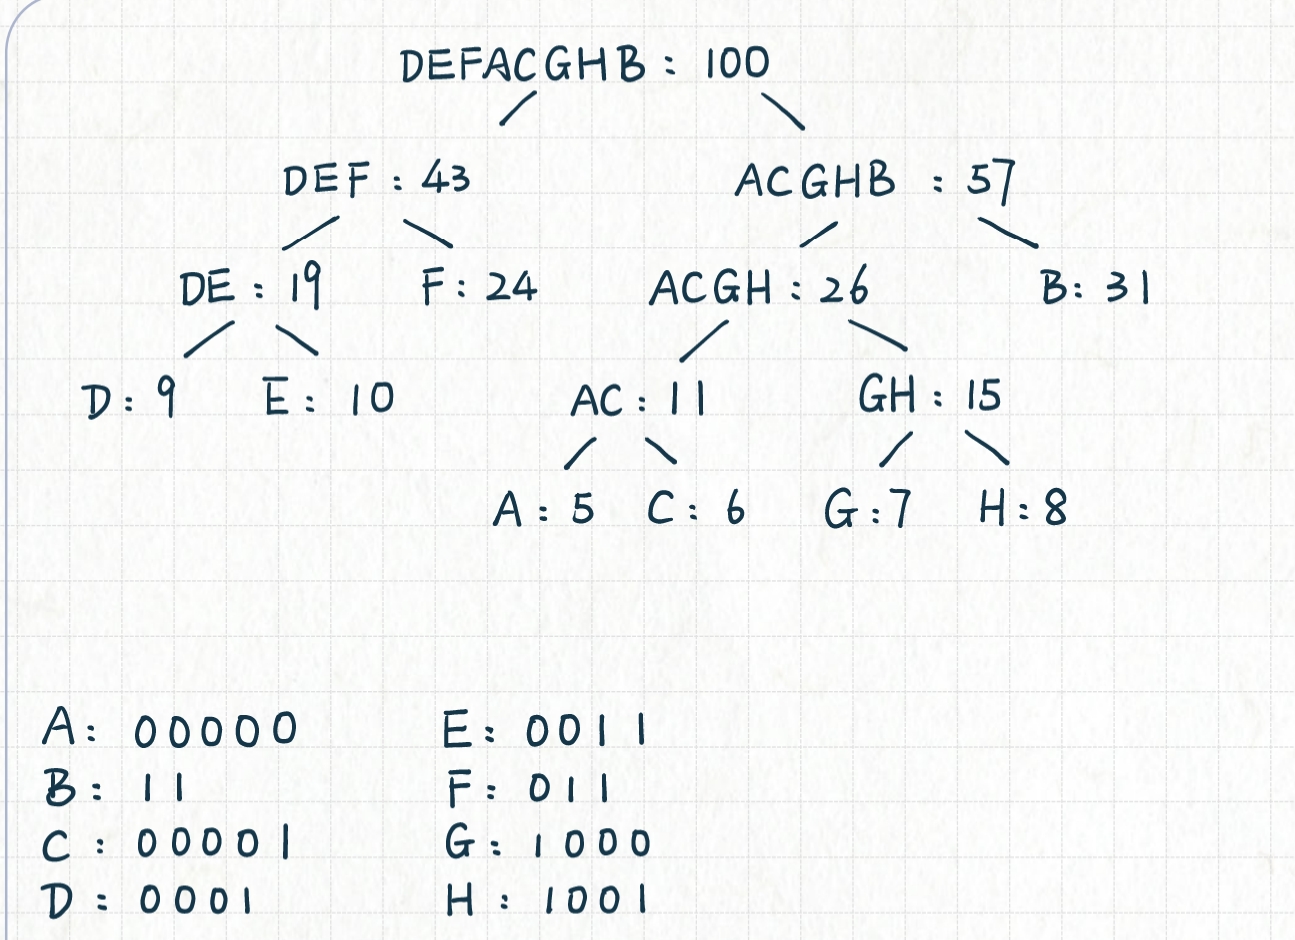 DEFACGHB : 100
DEF : 43 ACGHB : 57
DE : 19 F : 24 ACGH : 26 B : 31
D : 9 E : 10 AC : 11 GH : 15
A : 5 C : 6 G : 7 H : 8
A : 00000 E : 0011
B : 11 F : 011
C : 00001 G : 1000
D : 0001 H : 1001